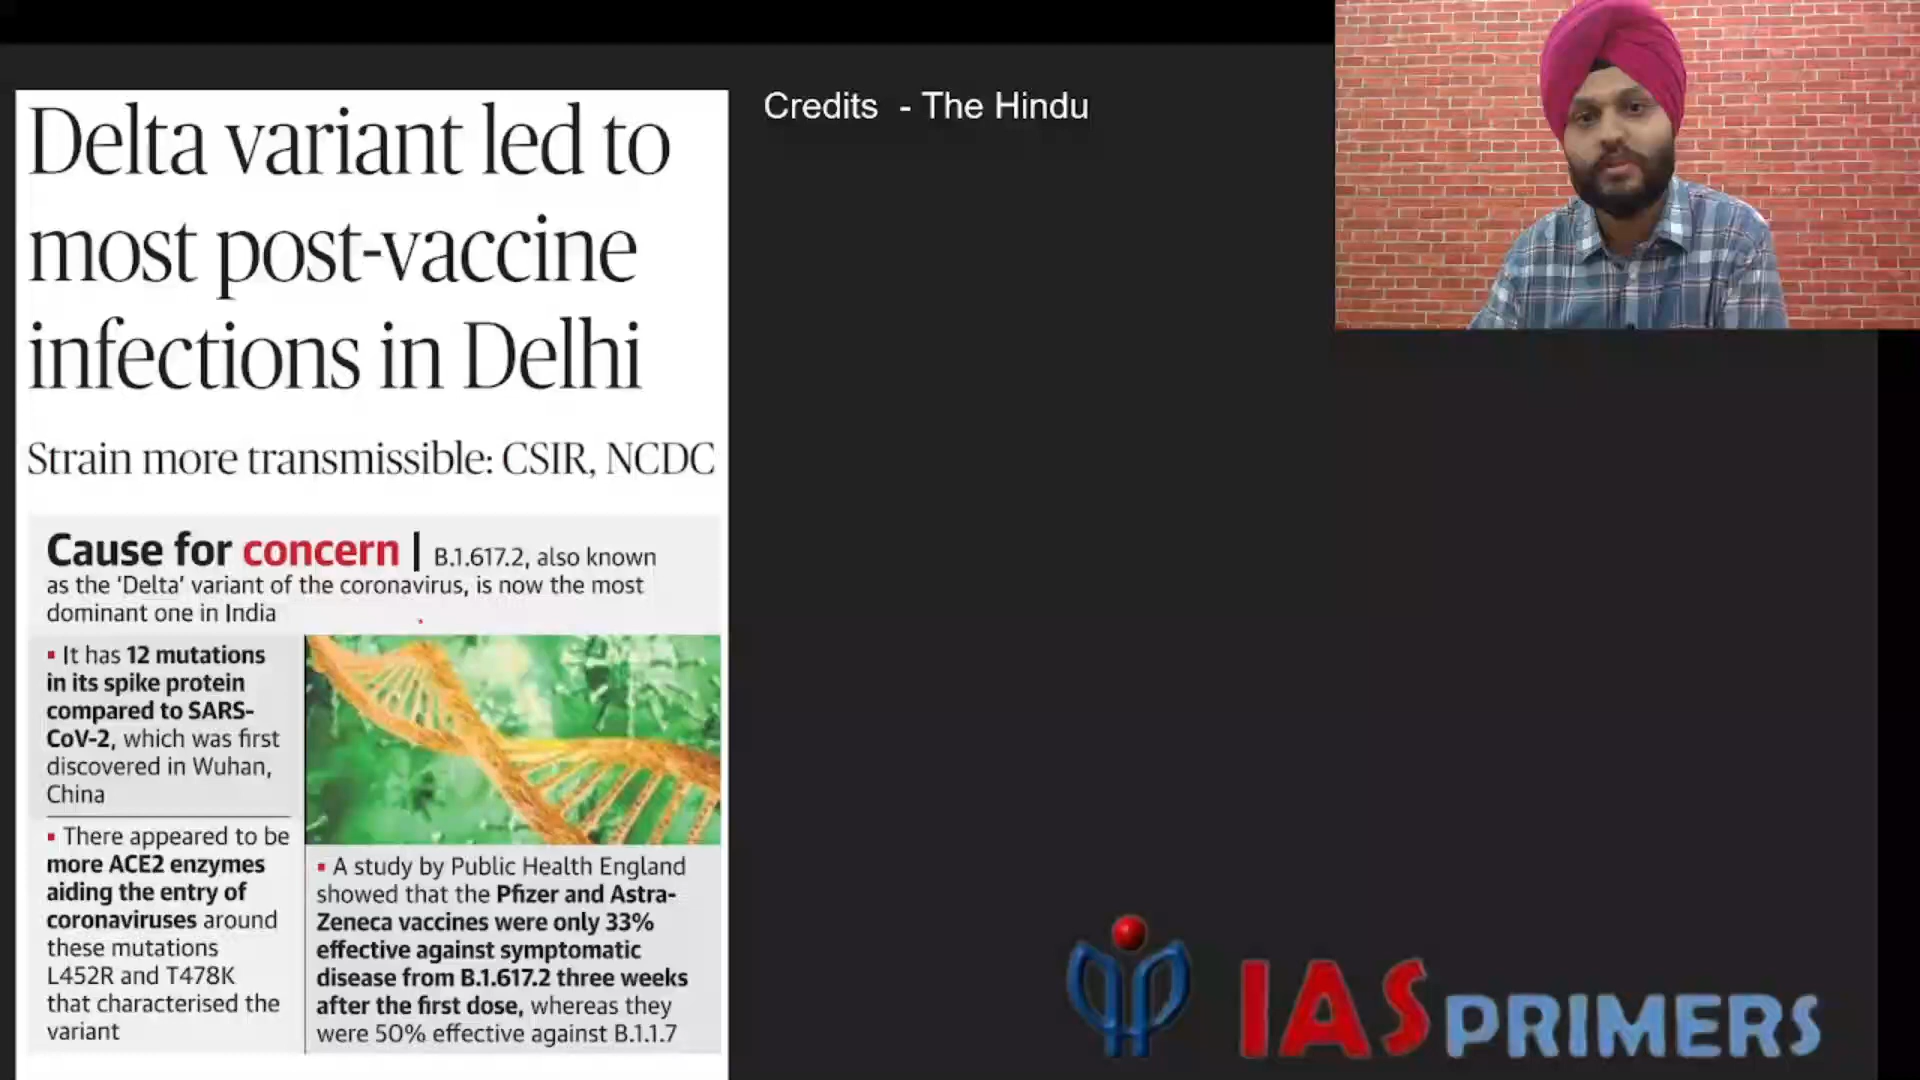 Delta variant led to
most post-vaccine
infections in Delhi
Strain more transmissible: CSIR, NCDC
Cause for concern | B.1.617.2, also known
as the ‘Delta’ variant of the coronavirus, is now the most
dominant one in India
▪ It has 12 mutations
in its spike protein
compared to SARS-
CoV-2, which was first
discovered in Wuhan,
China
▪ There appeared to be
more ACE2 enzymes
aiding the entry of
coronaviruses around
these mutations
L452R and T478K
that characterised the
variant
▪ A study by Public Health England
showed that the Pfizer and Astra-
Zeneca vaccines were only 33%
effective against symptomatic
disease from B.1.617.2 three weeks
after the first dose, whereas they
were 50% effective against B.1.1.7
Credits - The Hindu
IAS PRIMERS